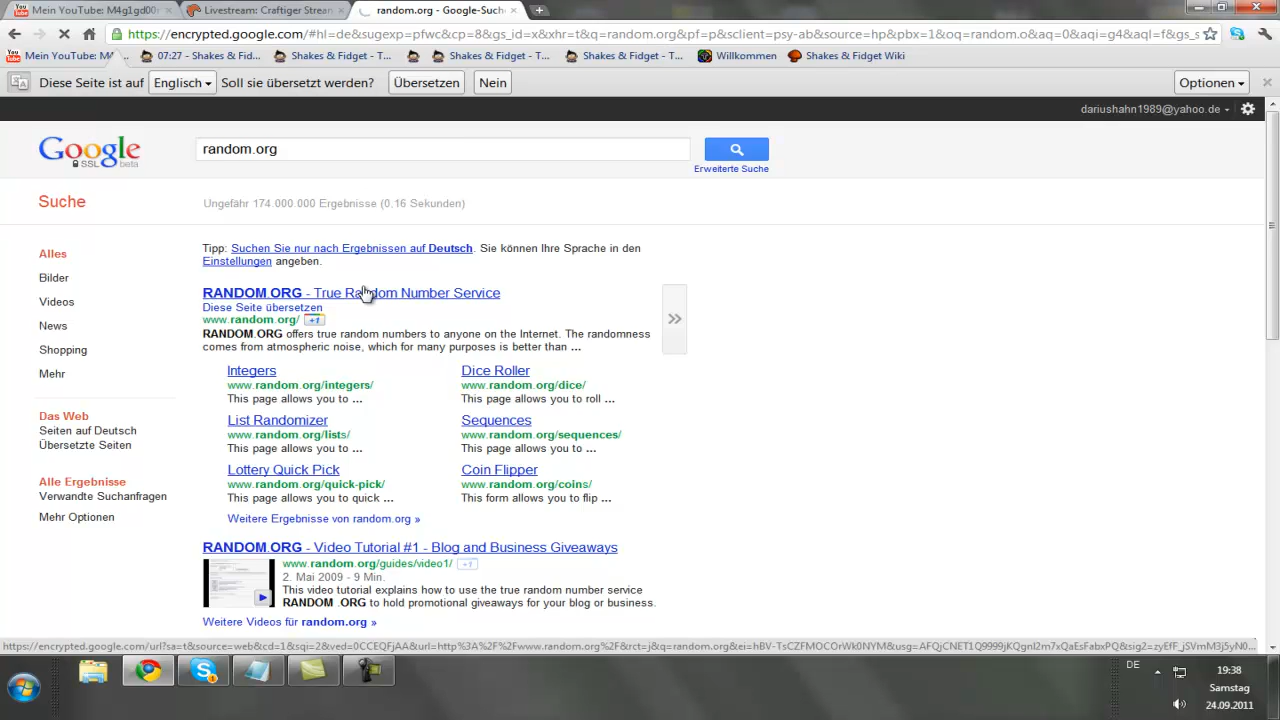 Mein YouTube: M4g1gd00r
Livestream: Craftiger Stream
random.org - Google-Suche
https://encrypted.google.com/#hl=de&sugexp=pfwc&cp=8&gs_id=x&xhr=t&q=random.org&pf=p&sclient=psy-ab&source=hp&pbx=1&oq=random.o&aq=0&aqi=g4&aql=f&gs_s
Mein YouTube: M
07:27 - Shakes & Fid...
Shakes & Fidget - T...
Shakes & Fidget - T...
Shakes & Fidget - T...
Willkommen
Shakes & Fidget Wiki
Diese Seite ist auf Englisch Soll sie übersetzt werden? Übersetzen Nein Optionen
dariushahn1989@yahoo.de
Google
SSL beta
random.org
Erweiterte Suche
Suche
Ungefähr 174.000.000 Ergebnisse (0,16 Sekunden)
Alles
Bilder
Videos
News
Shopping
Mehr
Das Web
Seiten auf Deutsch
Übersetzte Seiten
Alle Ergebnisse
Verwandte Suchanfragen
Mehr Optionen
Tipp: Suchen Sie nur nach Ergebnissen auf Deutsch. Sie können Ihre Sprache in den
Einstellungen angeben.
RANDOM.ORG - True Random Number Service
Diese Seite übersetzen
www.random.org/ +1
RANDOM.ORG offers true random numbers to anyone on the Internet. The randomness
comes from atmospheric noise, which for many purposes is better than ...
Integers
www.random.org/integers/
This page allows you to ...
Dice Roller
www.random.org/dice/
This page allows you to roll ...
List Randomizer
www.random.org/lists/
This page allows you to ...
Sequences
www.random.org/sequences/
This page allows you to ...
Lottery Quick Pick
www.random.org/quick-pick/
This page allows you to quick ...
Coin Flipper
www.random.org/coins/
This form allows you to flip ...
Weitere Ergebnisse von random.org »
RANDOM.ORG - Video Tutorial #1 - Blog and Business Giveaways
www.random.org/guides/video1/ +1
2. Mai 2009 - 9 Min.
This video tutorial explains how to use the true random number service
RANDOM .ORG to hold promotional giveaways for your blog or business.
Weitere Videos für random.org »
DE
19:38
Samstag
24.09.2011